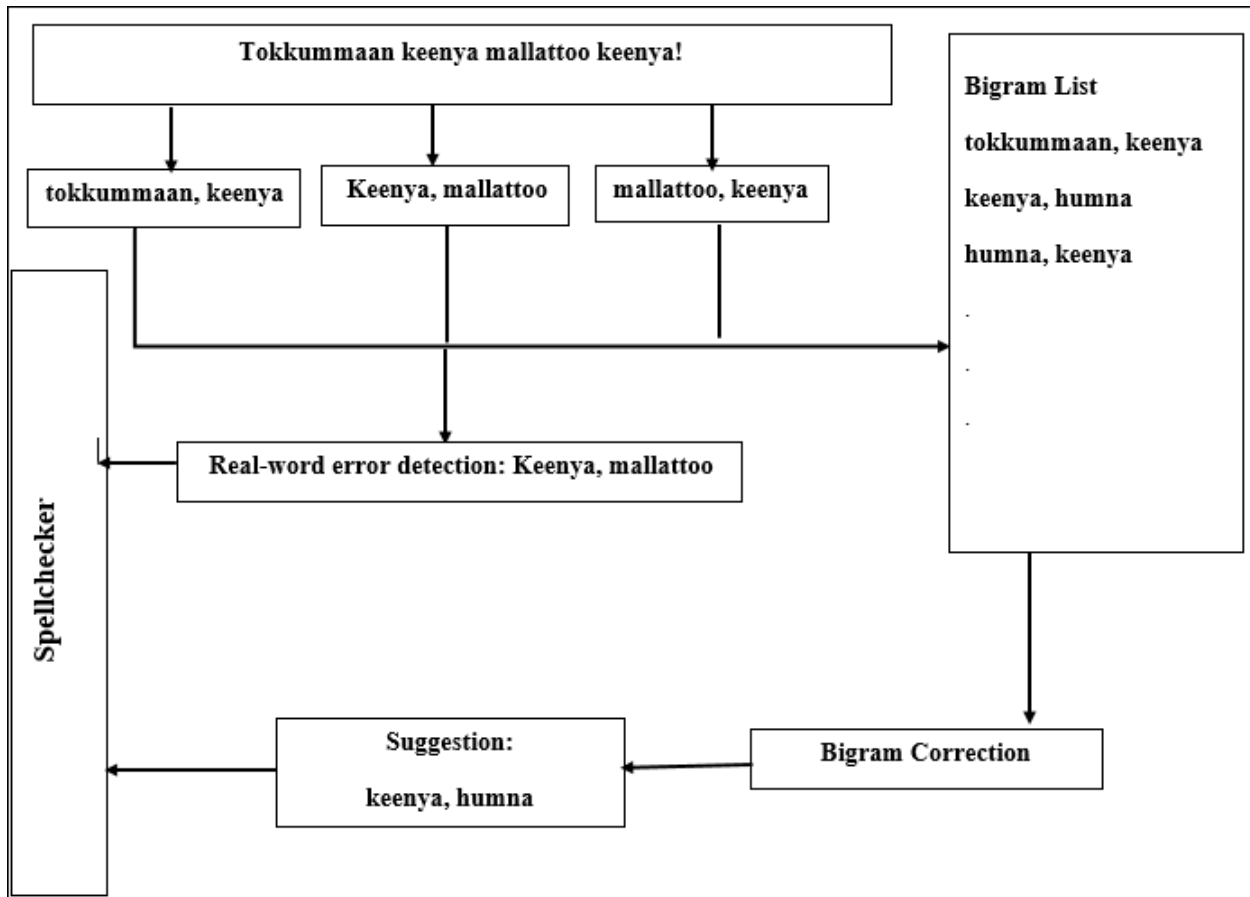 Tokkummaan keenya mallattoo keenya!
tokkummaan, keenya
Keenya, mallattoo
mallattoo, keenya
Bigram List
tokkummaan, keenya
keenya, humna
humna, keenya
.
.
.
Real-word error detection: Keenya, mallattoo
Spellchecker
Suggestion:
keenya, humna
Bigram Correction